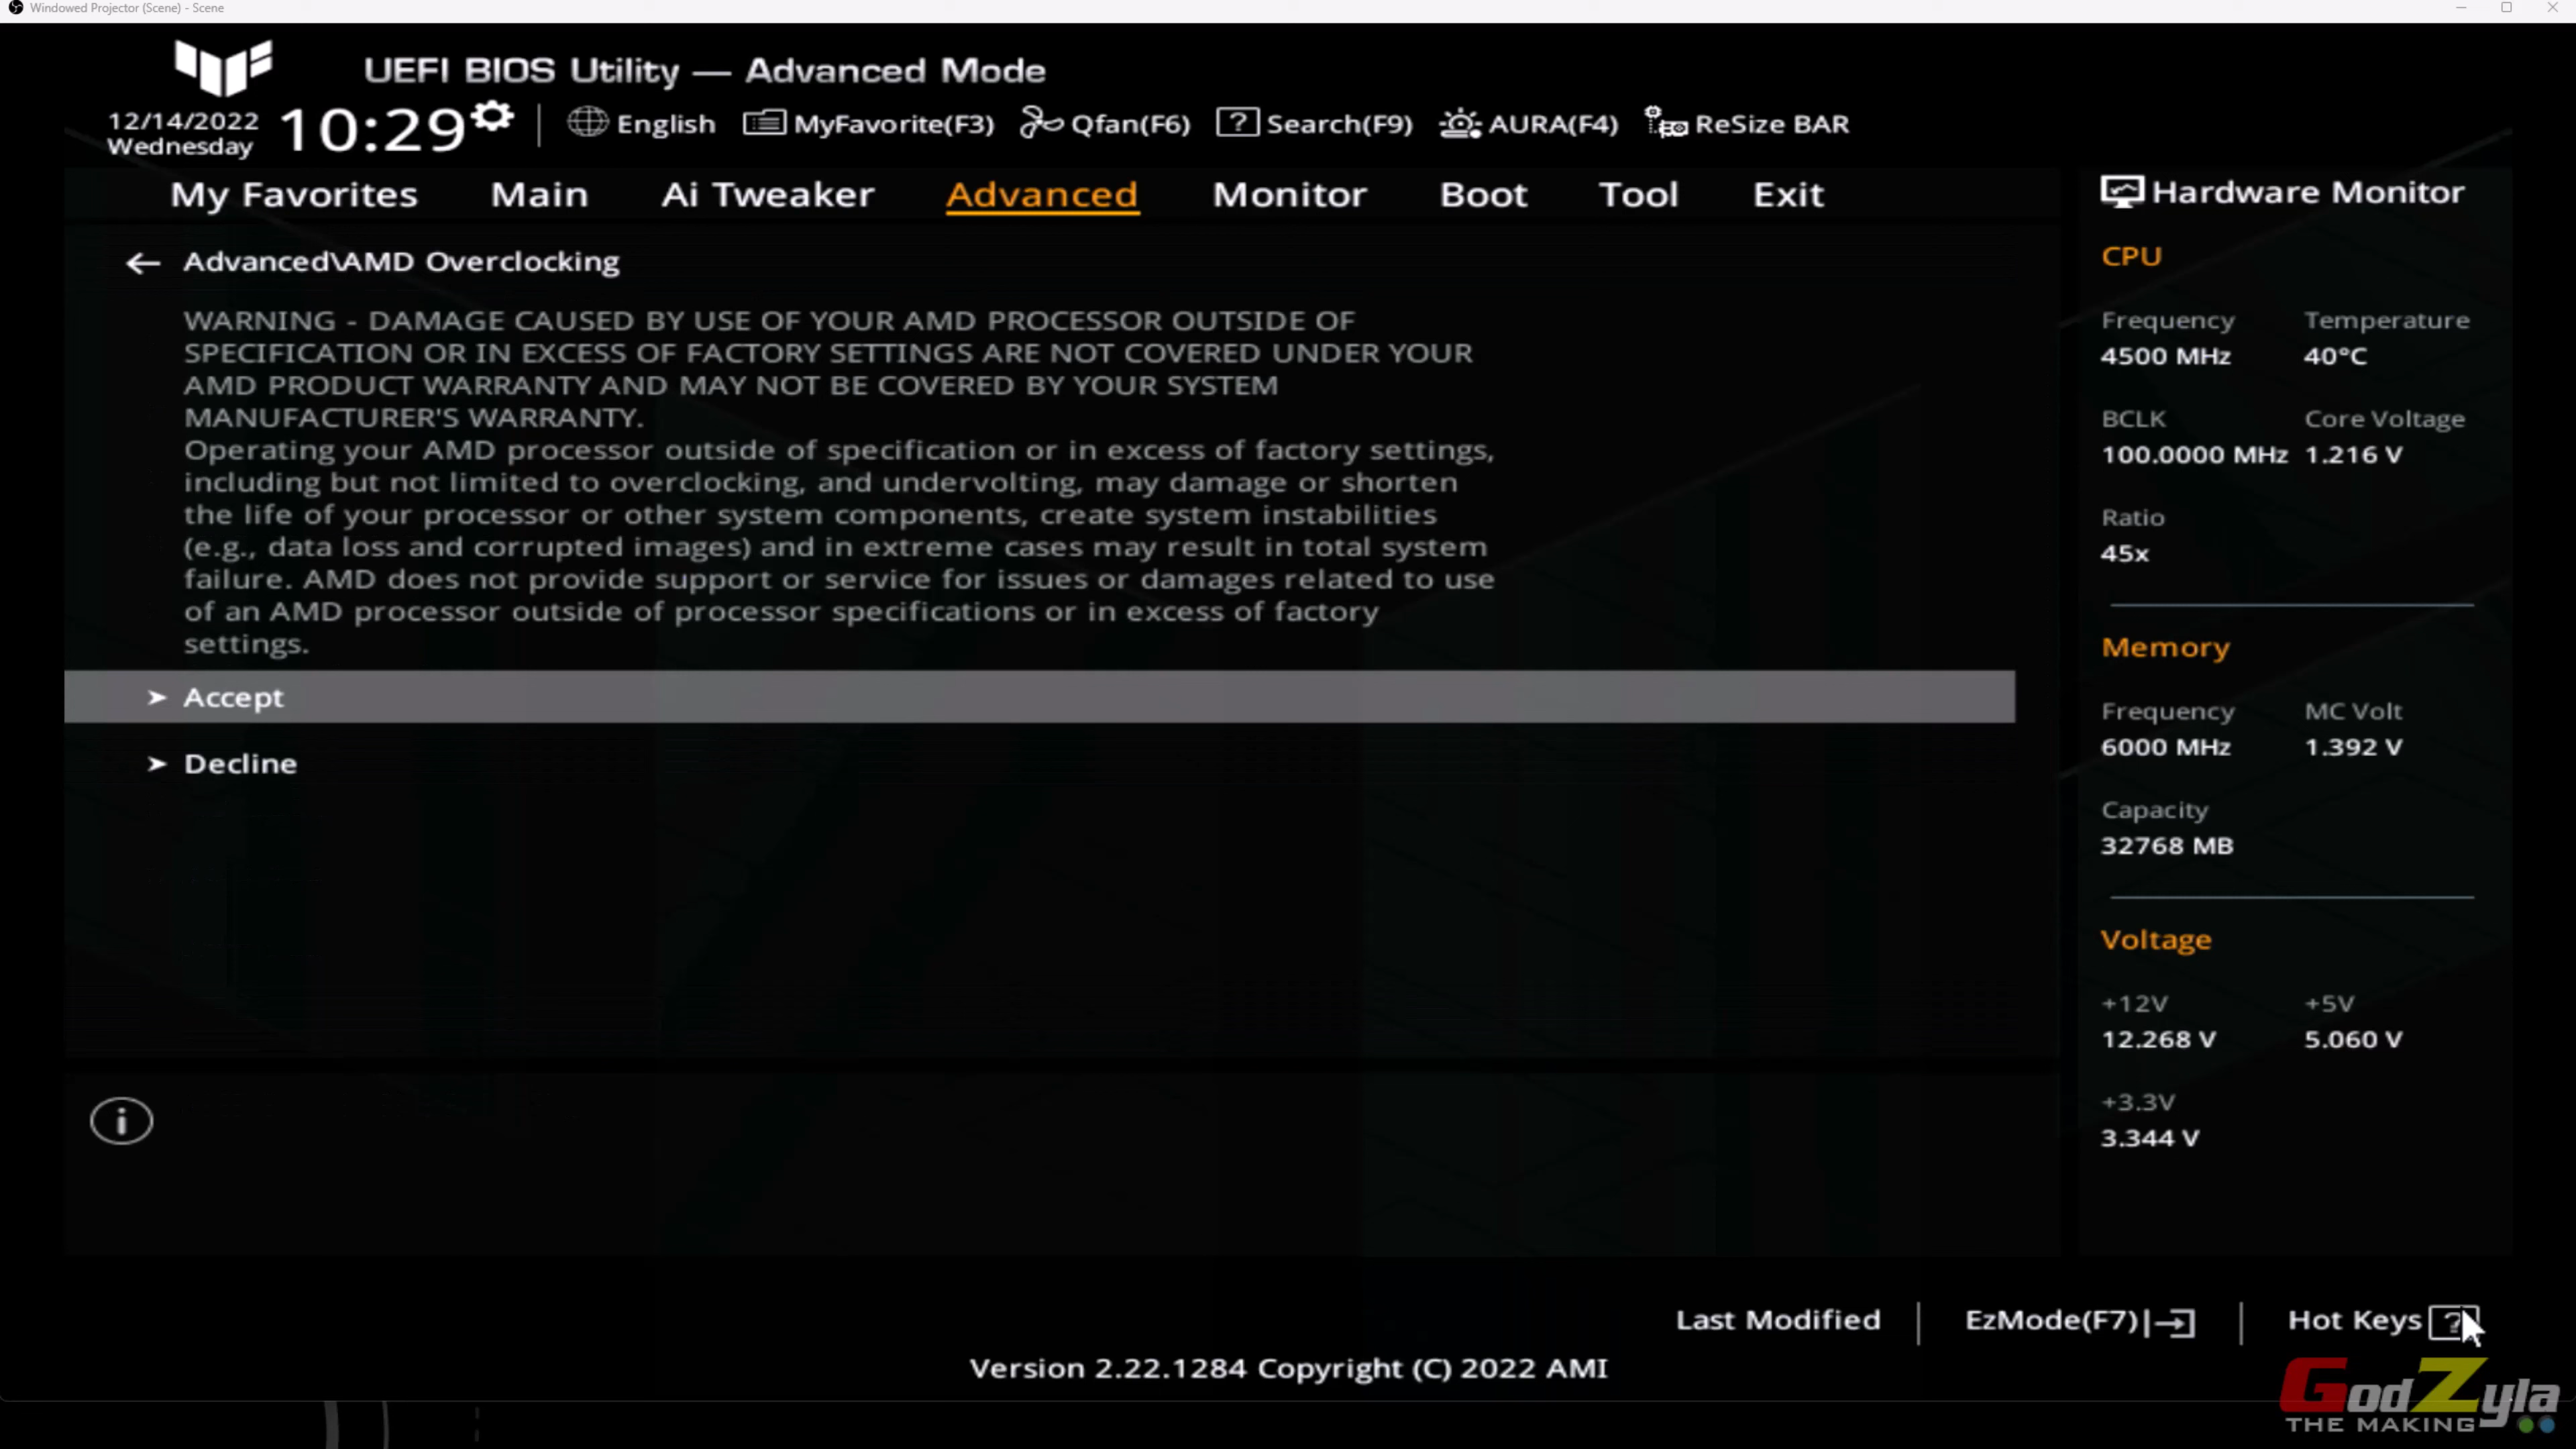 Windowed Projector (Scene) - Scene
UEFI BIOS Utility — Advanced Mode
12/14/2022
Wednesday
10:29
English
MyFavorite(F3)
Qfan(F6)
Search(F9)
AURA(F4)
ReSize BAR
My Favorites Main Ai Tweaker Advanced Monitor Boot Tool Exit
Advanced\AMD Overclocking
WARNING - DAMAGE CAUSED BY USE OF YOUR AMD PROCESSOR OUTSIDE OF
SPECIFICATION OR IN EXCESS OF FACTORY SETTINGS ARE NOT COVERED UNDER YOUR
AMD PRODUCT WARRANTY AND MAY NOT BE COVERED BY YOUR SYSTEM
MANUFACTURER'S WARRANTY.
Operating your AMD processor outside of specification or in excess of factory settings,
including but not limited to overclocking, and undervolting, may damage or shorten
the life of your processor or other system components, create system instabilities
(e.g., data loss and corrupted images) and in extreme cases may result in total system
failure. AMD does not provide support or service for issues or damages related to use
of an AMD processor outside of processor specifications or in excess of factory
settings.
Accept
Decline
Hardware Monitor
CPU
Frequency Temperature
4500 MHz 40°C
BCLK Core Voltage
100.0000 MHz 1.216 V
Ratio
45x
Memory
Frequency MC Volt
6000 MHz 1.392 V
Capacity
32768 MB
Voltage
+12V +5V
12.268 V 5.060 V
+3.3V
3.344 V
Last Modified
EzMode(F7)
Hot Keys ?
Version 2.22.1284 Copyright (C) 2022 AMI
GodZyla
THE MAKING